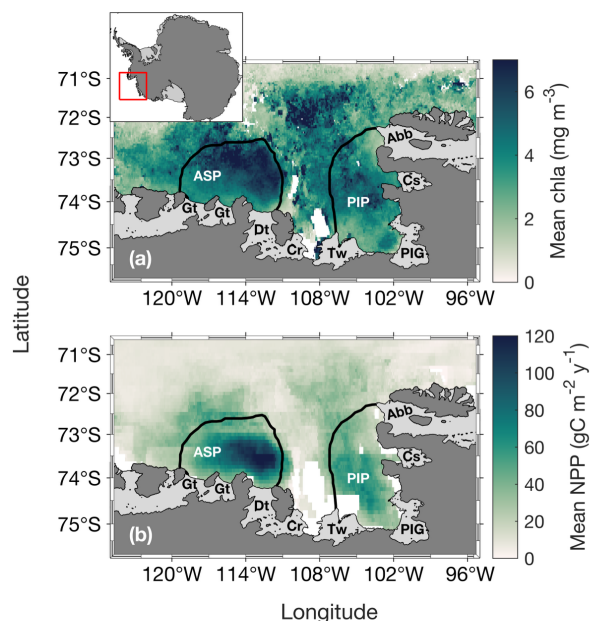 71°S
72°S
73°S
74°S
75°S
ASP
PIP
Abb
Cs
Gt
Gt
Dt
Cr
Tw
PIG
(a)
120°W
114°W
108°W
102°W
96°W
6
4
2
0
Mean chla (mg m⁻³)
Latitude
71°S
72°S
73°S
74°S
75°S
ASP
PIP
Abb
Cs
Gt
Gt
Dt
Cr
Tw
PIG
(b)
120°W
114°W
108°W
102°W
96°W
120
100
80
60
40
20
0
Mean NPP (gC m⁻² y⁻¹)
Longitude